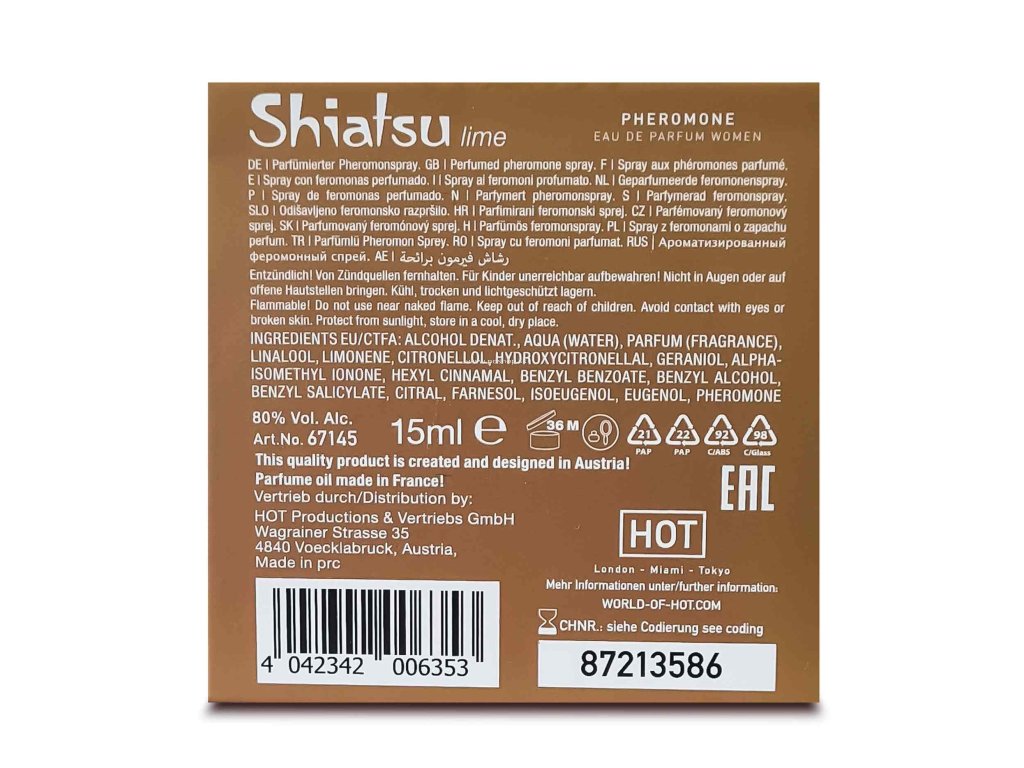 Shiatsu lime
PHEROMONE
EAU DE PARFUM WOMEN
DE | Parfümierter Pheromonspray. GB | Perfumed pheromone spray. F | Spray aux phéromones parfumé.
E | Spray con feromonas perfumado. I | Spray al feromoni profumato. NL | Geparfumeerde feromonenspray.
P | Spray de feromonas perfumado. N | Parfymert pheromonspray. S | Parfymerad feromonspray.
SLO | Odišavljeno feromonsko razpršilo. HR | Parfimirani feromonski sprej. CZ | Parfémovaný feromonový
sprej. SK | Parfumovaný feromónový sprej. H | Parfümös feromonspray. PL | Spray z feromonami o zapachu
perfum. TR | Parfümlü Pheromon Sprey. RO | Spray cu feromoni parfumat. RUS | Ароматизированный
феромонный спрей. AE | رشاش فيرمون برائحة
Entzündlich! Von Zündquellen fernhalten. Für Kinder unerreichbar aufbewahren! Nicht in Augen oder auf
offene Hautstellen bringen. Kühl, trocken und lichtgeschützt lagern.
Flammable! Do not use near naked flame. Keep out of reach of children. Avoid contact with eyes or
broken skin. Protect from sunlight, store in a cool, dry place.
INGREDIENTS EU/CTFA: ALCOHOL DENAT., AQUA (WATER), PARFUM (FRAGRANCE),
LINALOOL, LIMONENE, CITRONELLOL, HYDROXYCITRONELLAL, GERANIOL, ALPHA-
ISOMETHYL IONONE, HEXYL CINNAMAL, BENZYL BENZOATE, BENZYL ALCOHOL,
BENZYL SALICYLATE, CITRAL, FARNESOL, ISOEUGENOL, EUGENOL, PHEROMONE
80% Vol. Alc.
Art.No. 67145
15ml ℮
36 M
21 PAP
22 PAP
92 C/ABS
98 C/Glass
This quality product is created and designed in Austria!
Parfume oil made in France!
Vertrieb durch/Distribution by:
HOT Productions & Vertriebs GmbH
Wagrainer Strasse 35
4840 Voecklabruck, Austria,
Made in prc
EAC
HOT
London - Miami - Tokyo
Mehr Informationen unter/further information:
WORLD-OF-HOT.COM
CHNR.: siehe Codierung see coding
4 042342 006353
87213586